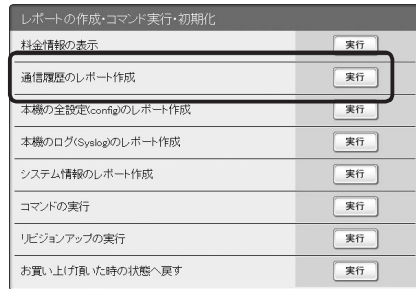 レポートの作成・コマンド実行・初期化
料金情報の表示 実行
通信履歴のレポート作成 実行
本機の全設定(config)のレポート作成 実行
本機のログ(Syslog)のレポート作成 実行
システム情報のレポート作成 実行
コマンドの実行 実行
リビジョンアップの実行 実行
お買い上げ頂いた時の状態へ戻す 実行